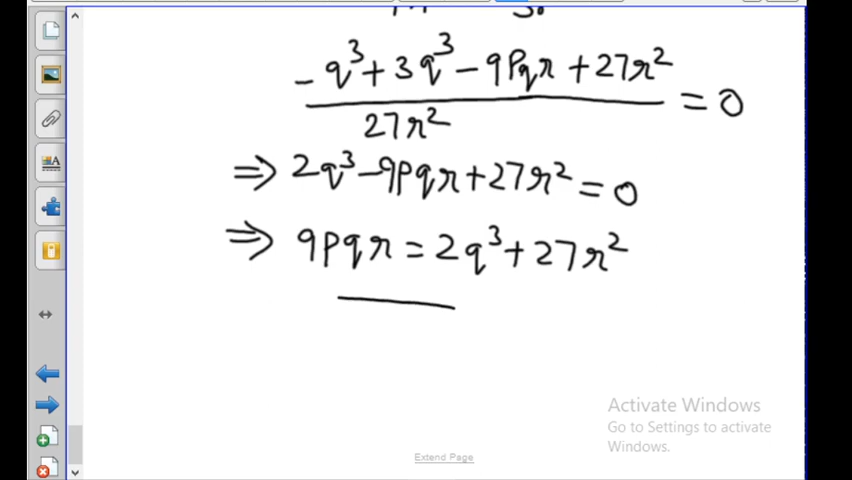 - q³ + 3q³ - 9pqr + 27r² / 27r² = 0
⇒ 2q³ - 9pqr + 27r² = 0
⇒ 9pqr = 2q³ + 27r²
Activate Windows
Go to Settings to activate
Windows.
Extend Page